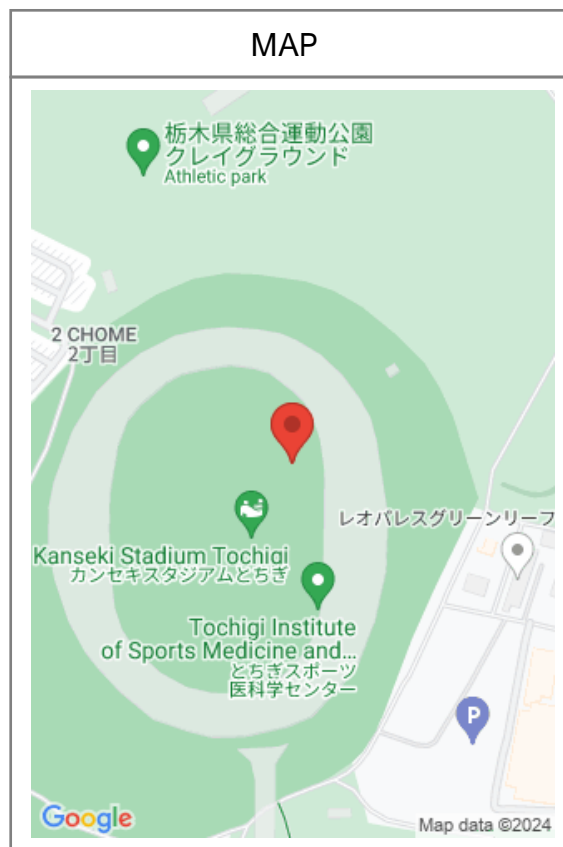 MAP
栃木県総合運動公園
クレイグラウンド
Athletic park
2 CHOME
2丁目
レオパレスグリーンリーフ
Kanseki Stadium Tochigi
カンセキスタジアムとちぎ
Tochigi Institute
of Sports Medicine and...
とちぎスポーツ
医科学センター
P
Google
Map data ©2024